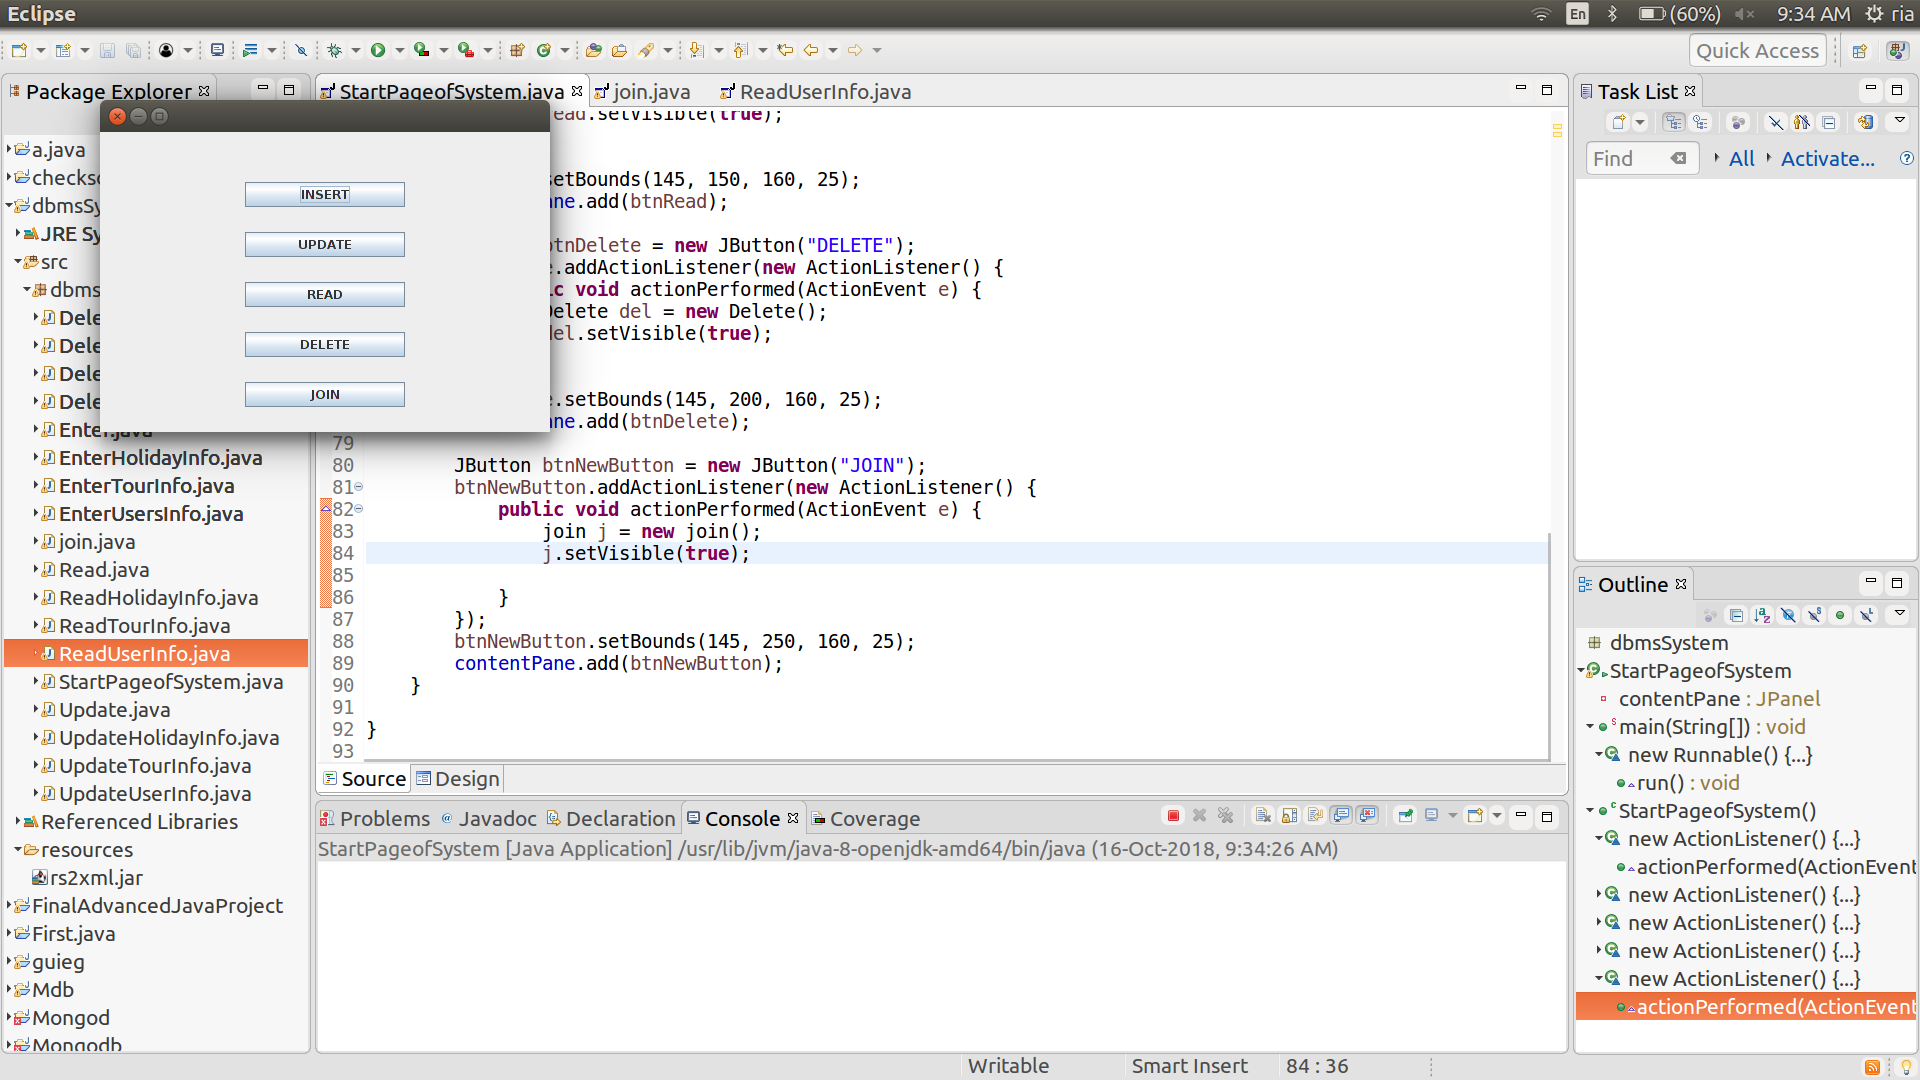 Eclipse
En
(60%)
9:34 AM
ria
Quick Access
Package Explorer
a.java
checksc
dbmsSy
JRE Sy
src
dbms
Dele
Dele
Dele
Dele
Enter.java
EnterHolidayInfo.java
EnterTourInfo.java
EnterUsersInfo.java
join.java
Read.java
ReadHolidayInfo.java
ReadTourInfo.java
ReadUserInfo.java
StartPageofSystem.java
Update.java
UpdateHolidayInfo.java
UpdateTourInfo.java
UpdateUserInfo.java
Referenced Libraries
resources
rs2xml.jar
FinalAdvancedJavaProject
First.java
guieg
Mdb
Mongod
Mongodb
INSERT
UPDATE
READ
DELETE
JOIN
StartPageofSystem.java
join.java
ReadUserInfo.java
ead.setVisible(true);
setBounds(145, 150, 160, 25);
ne.add(btnRead);
tnDelete = new JButton("DELETE");
e.addActionListener(new ActionListener() {
c void actionPerformed(ActionEvent e) {
Delete del = new Delete();
del.setVisible(true);
e.setBounds(145, 200, 160, 25);
ne.add(btnDelete);
79
80 JButton btnNewButton = new JButton("JOIN");
81 btnNewButton.addActionListener(new ActionListener() {
82 public void actionPerformed(ActionEvent e) {
83 join j = new join();
84 j.setVisible(true);
85
86 }
87 });
88 btnNewButton.setBounds(145, 250, 160, 25);
89 contentPane.add(btnNewButton);
90 }
91
92 }
93
Source
Design
Problems
@ Javadoc
Declaration
Console
Coverage
StartPageofSystem [Java Application] /usr/lib/jvm/java-8-openjdk-amd64/bin/java (16-Oct-2018, 9:34:26 AM)
Task List
Find
All
Activate...
Outline
dbmsSystem
StartPageofSystem
contentPane : JPanel
main(String[]) : void
new Runnable() {...}
run() : void
StartPageofSystem()
new ActionListener() {...}
actionPerformed(ActionEvent
new ActionListener() {...}
new ActionListener() {...}
new ActionListener() {...}
new ActionListener() {...}
actionPerformed(ActionEvent
Writable
Smart Insert
84 : 36